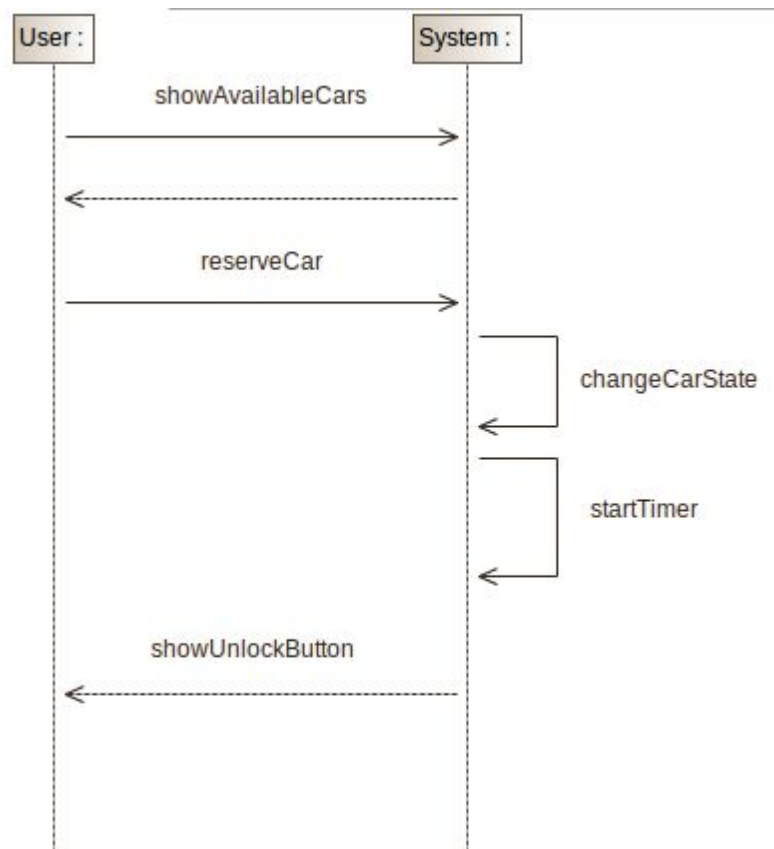 User :
System :
showAvailableCars
reserveCar
changeCarState
startTimer
showUnlockButton